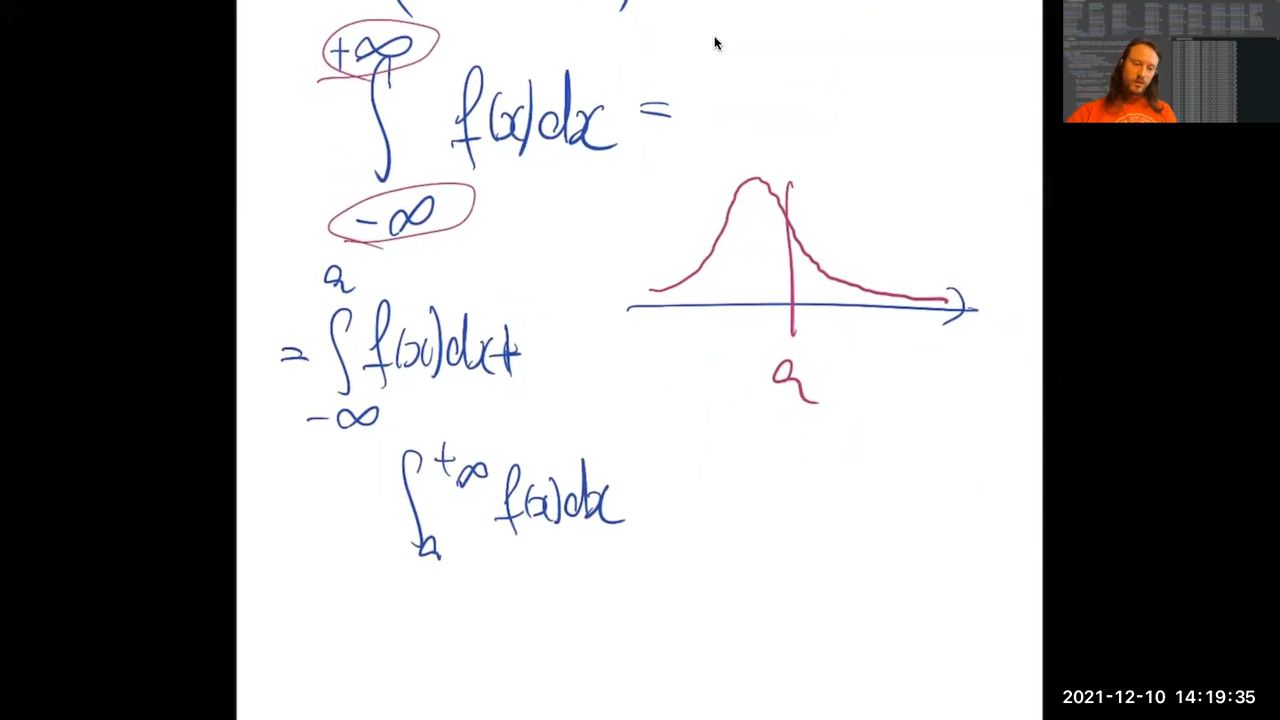 +∞
∫ f(x)dx =
-∞
a
= ∫ f(x)dx+
-∞
a
∫ +∞ f(x)dx
a
2021-12-10 14:19:35